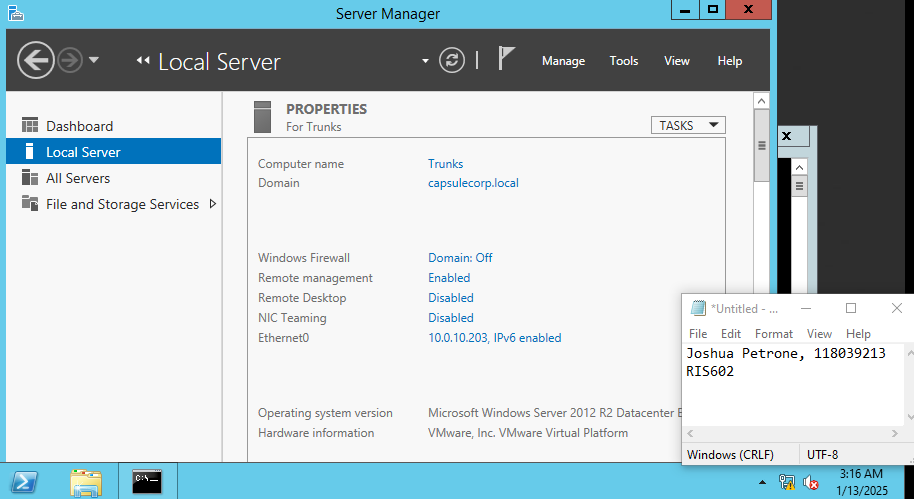 Server Manager
Local Server
Manage Tools View Help
Dashboard
Local Server
All Servers
File and Storage Services
PROPERTIES
For Trunks
TASKS
Computer name Trunks
Domain capsulecorp.local
Windows Firewall Domain: Off
Remote management Enabled
Remote Desktop Disabled
NIC Teaming Disabled
Ethernet0 10.0.10.203, IPv6 enabled
Operating system version Microsoft Windows Server 2012 R2 Datacenter
Hardware information VMware, Inc. VMware Virtual Platform
*Untitled - ...
File Edit Format View Help
Joshua Petrone, 118039213
RIS602
Windows (CRLF) UTF-8
C:\
3:16 AM
1/13/2025